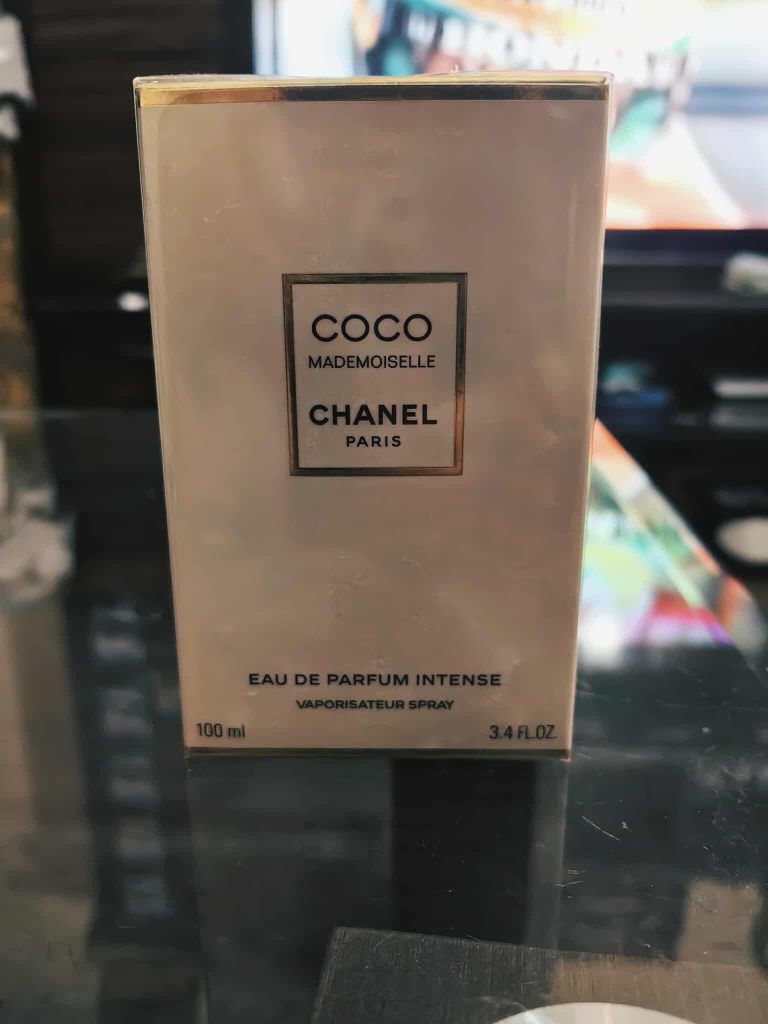 COCO
MADEMOISELLE
CHANEL
PARIS
EAU DE PARFUM INTENSE
VAPORISATEUR SPRAY
100 ml 3.4 FL.OZ.